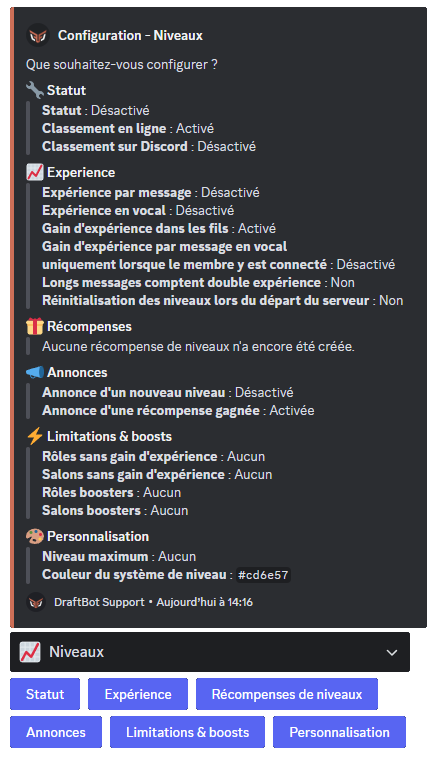 Configuration - Niveaux
Que souhaitez-vous configurer ?
Statut
Statut : Désactivé
Classement en ligne : Activé
Classement sur Discord : Désactivé
Experience
Expérience par message : Désactivé
Expérience en vocal : Désactivé
Gain d'expérience dans les fils : Activé
Gain d'expérience par message en vocal
uniquement lorsque le membre y est connecté : Désactivé
Longs messages comptent double expérience : Non
Réinitialisation des niveaux lors du départ du serveur : Non
Récompenses
Aucune récompense de niveaux n'a encore été créée.
Annonces
Annonce d'un nouveau niveau : Désactivé
Annonce d'une récompense gagnée : Activée
Limitations & boosts
Rôles sans gain d'expérience : Aucun
Salons sans gain d'expérience : Aucun
Rôles boosters : Aucun
Salons boosters : Aucun
Personnalisation
Niveau maximum : Aucun
Couleur du système de niveau : #cd6e57
DraftBot Support • Aujourd'hui à 14:16
Niveaux
Statut Expérience Récompenses de niveaux
Annonces Limitations & boosts Personnalisation